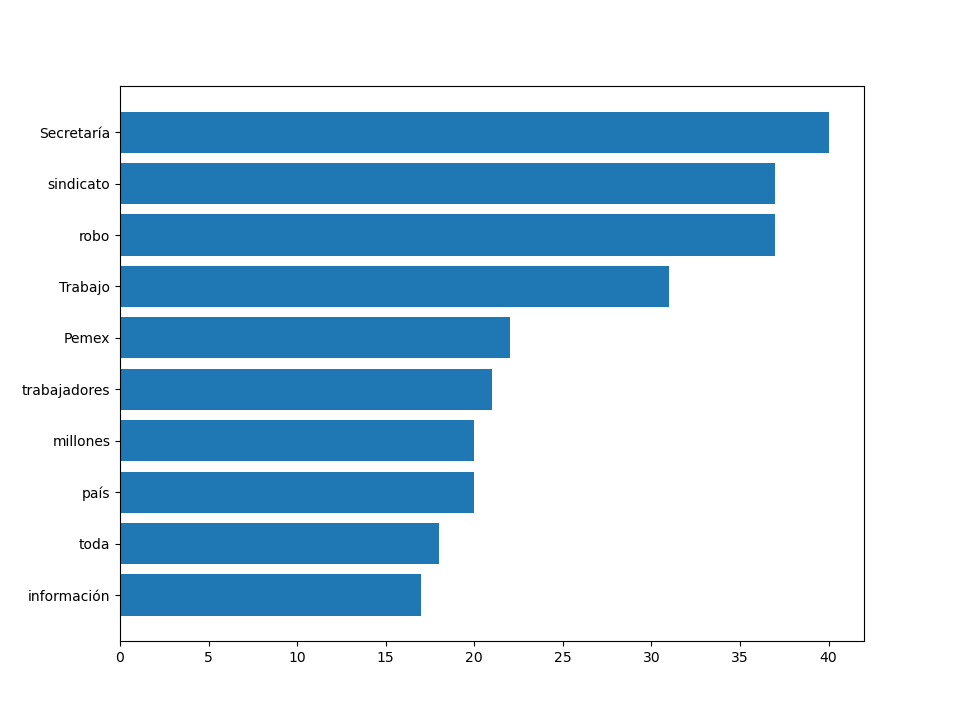 Secretaría
sindicato
robo
Trabajo
Pemex
trabajadores
millones
país
toda
información
0 5 10 15 20 25 30 35 40